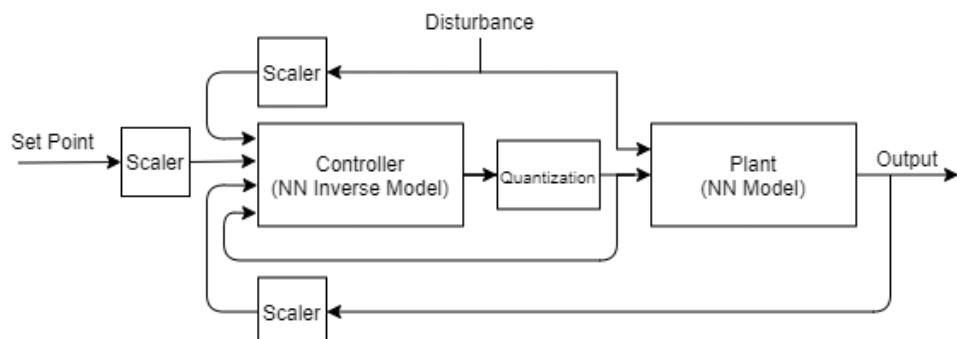 Disturbance
Scaler
Set Point
Scaler
Controller
(NN Inverse Model)
Quantization
Plant
(NN Model)
Output
Scaler